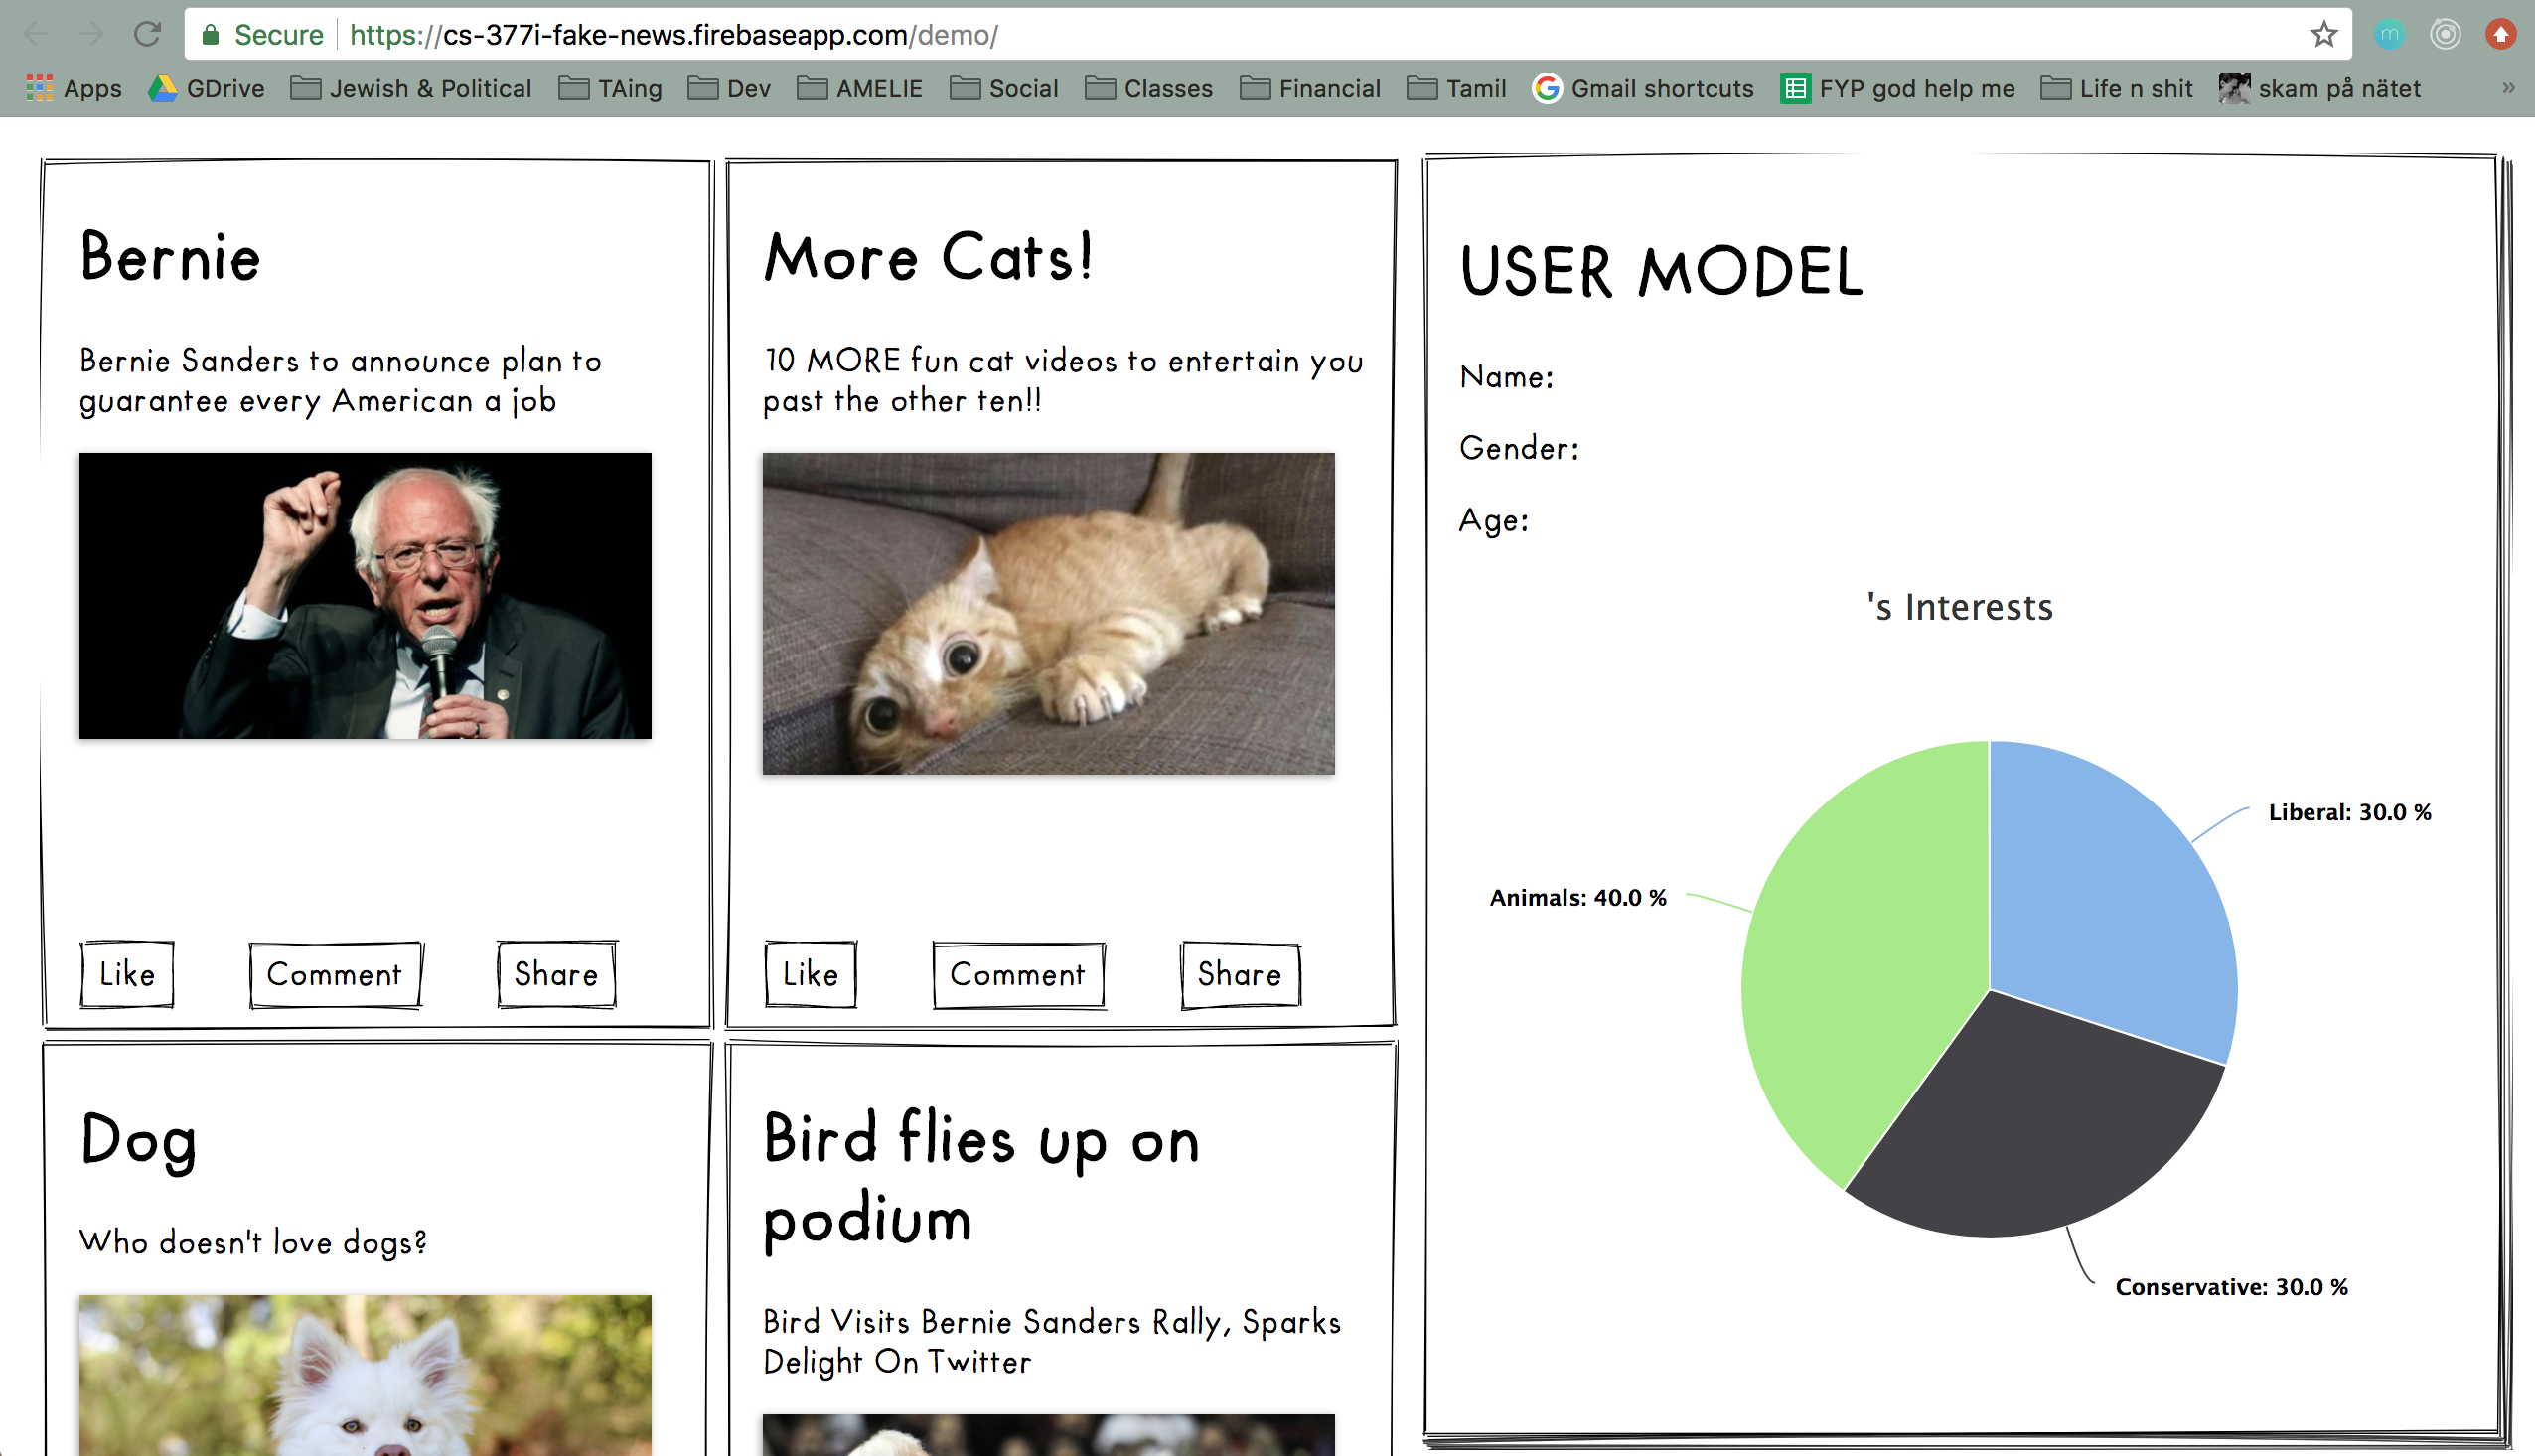 Secure https://cs-377i-fake-news.firebaseapp.com/demo/
m
Apps GDrive Jewish & Political TAing Dev AMELIE Social Classes Financial Tamil Gmail shortcuts FYP god help me Life n shit skam på nätet »
Bernie
Bernie Sanders to announce plan to
guarantee every American a job
Like Comment Share
More Cats!
10 MORE fun cat videos to entertain you
past the other ten!!
Like Comment Share
Dog
Who doesn't love dogs?
Bird flies up on
podium
Bird Visits Bernie Sanders Rally, Sparks
Delight On Twitter
USER MODEL
Name:
Gender:
Age:
's Interests
Liberal: 30.0 %
Animals: 40.0 %
Conservative: 30.0 %